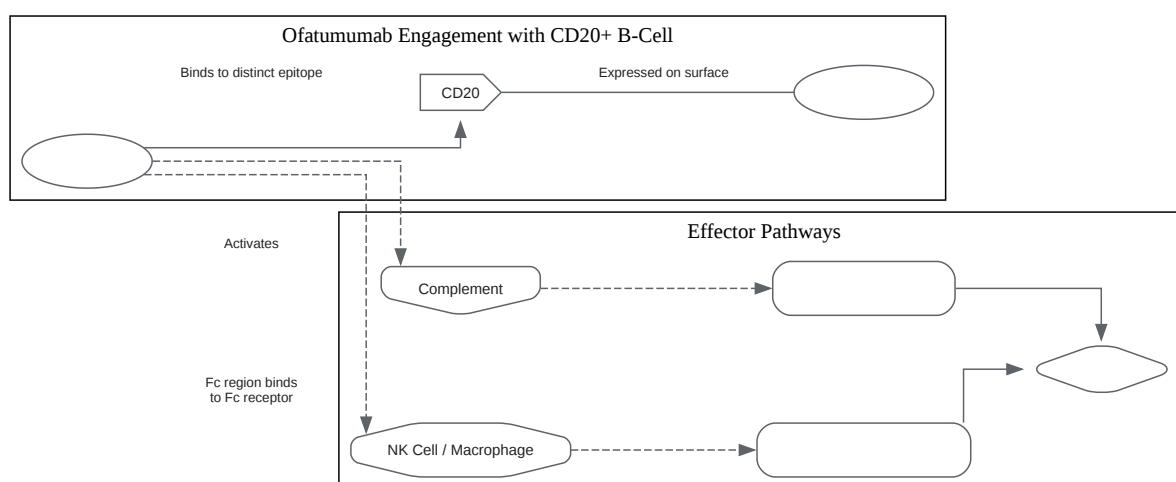 Ofatumumab Engagement with CD20+ B-Cell
Binds to distinct epitope
Expressed on surface
CD20
Effector Pathways
Activates
Complement
Fc region binds
to Fc receptor
NK Cell / Macrophage